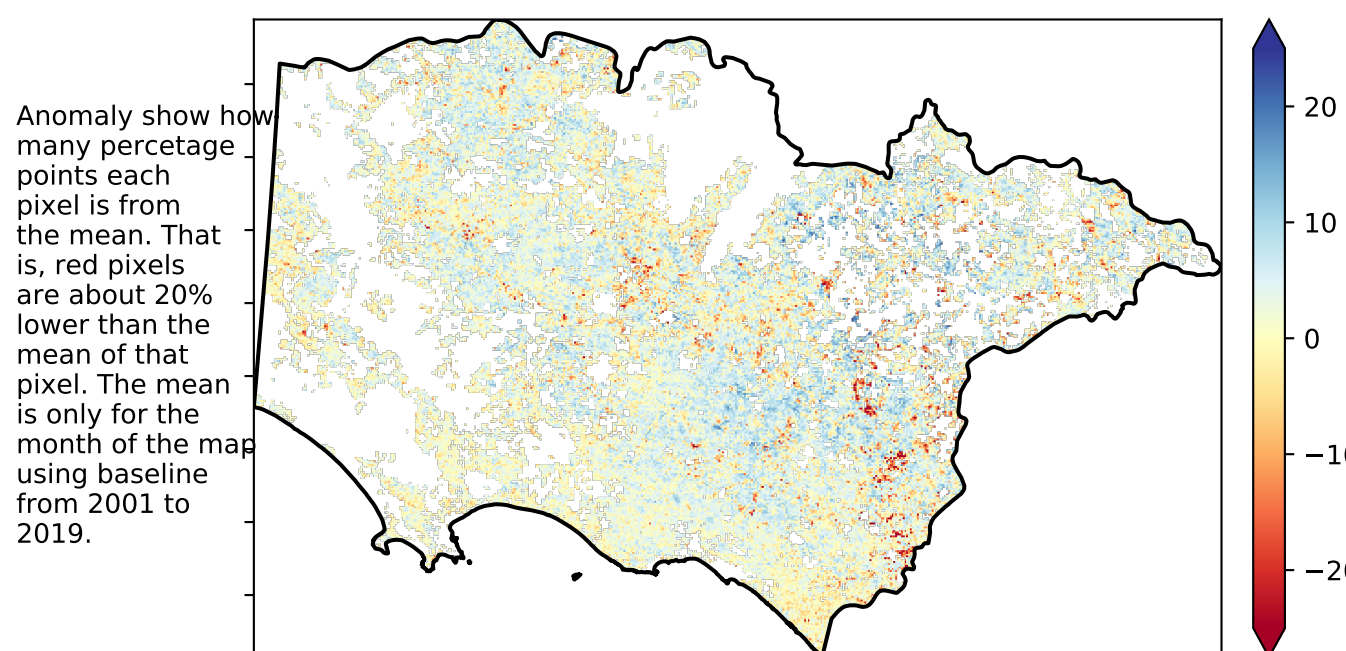 Anomaly show how
many percetage
points each
pixel is from
the mean. That
is, red pixels
are about 20%
lower than the
mean of that
pixel. The mean
is only for the
month of the map
using baseline
from 2001 to
2019.
20
10
0
−10
−20